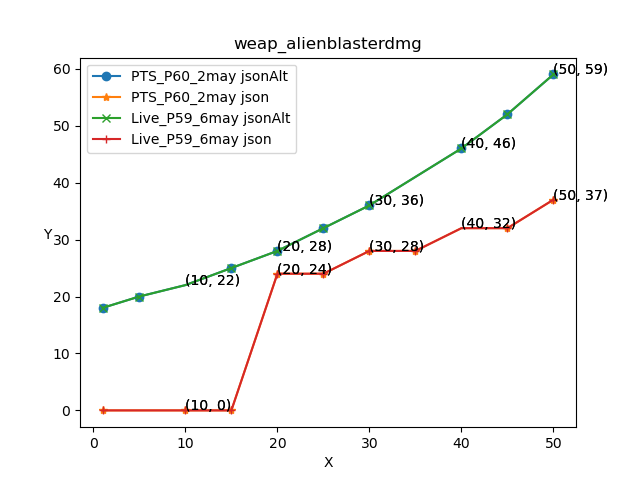 weap_alienblasterdmg
PTS_P60_2may jsonAlt
PTS_P60_2may json
Live_P59_6may jsonAlt
Live_P59_6may json
60
50
40
30
20
10
0
Y
(50, 59)
(40, 46)
(30, 36)
(50, 37)
(20, 28)
(40, 32)
(30, 28)
(10, 22)
(20, 24)
(10, 0)
0 10 20 30 40 50
X